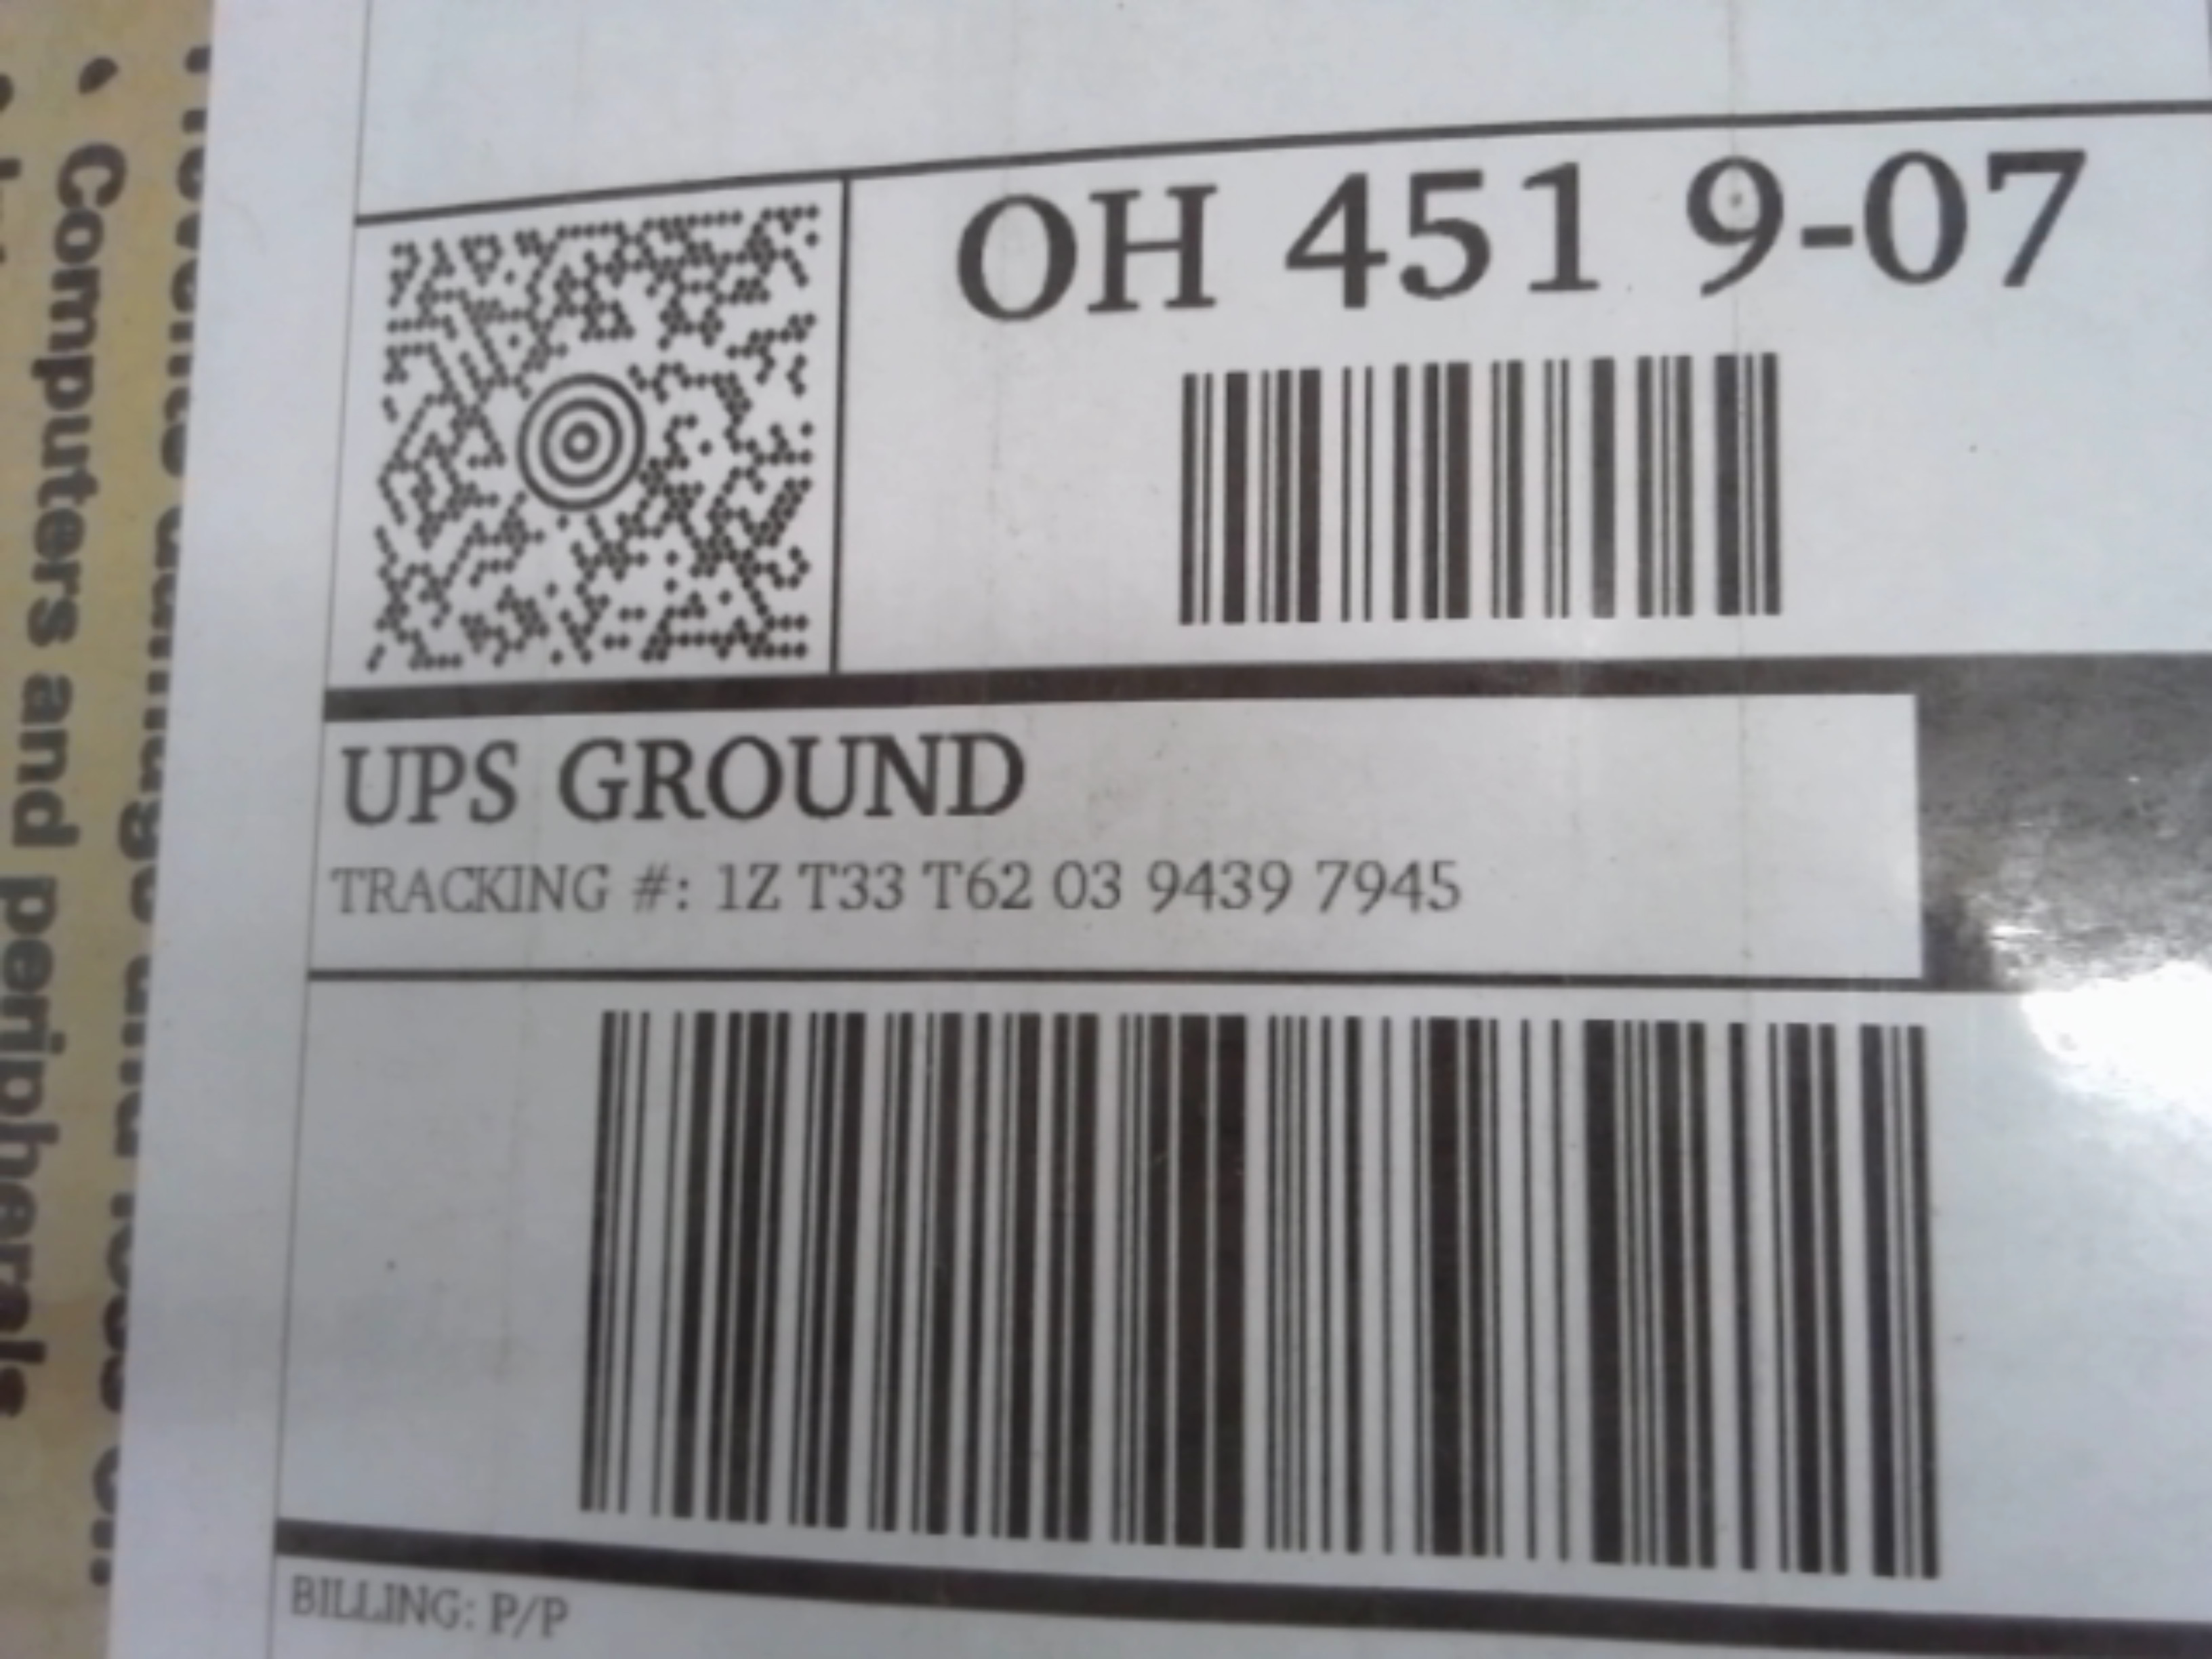 OH 451 9-07
UPS GROUND
TRACKING #: 1Z T33 T62 03 9439 7945
BILLING: P/P
Computers and peripherals